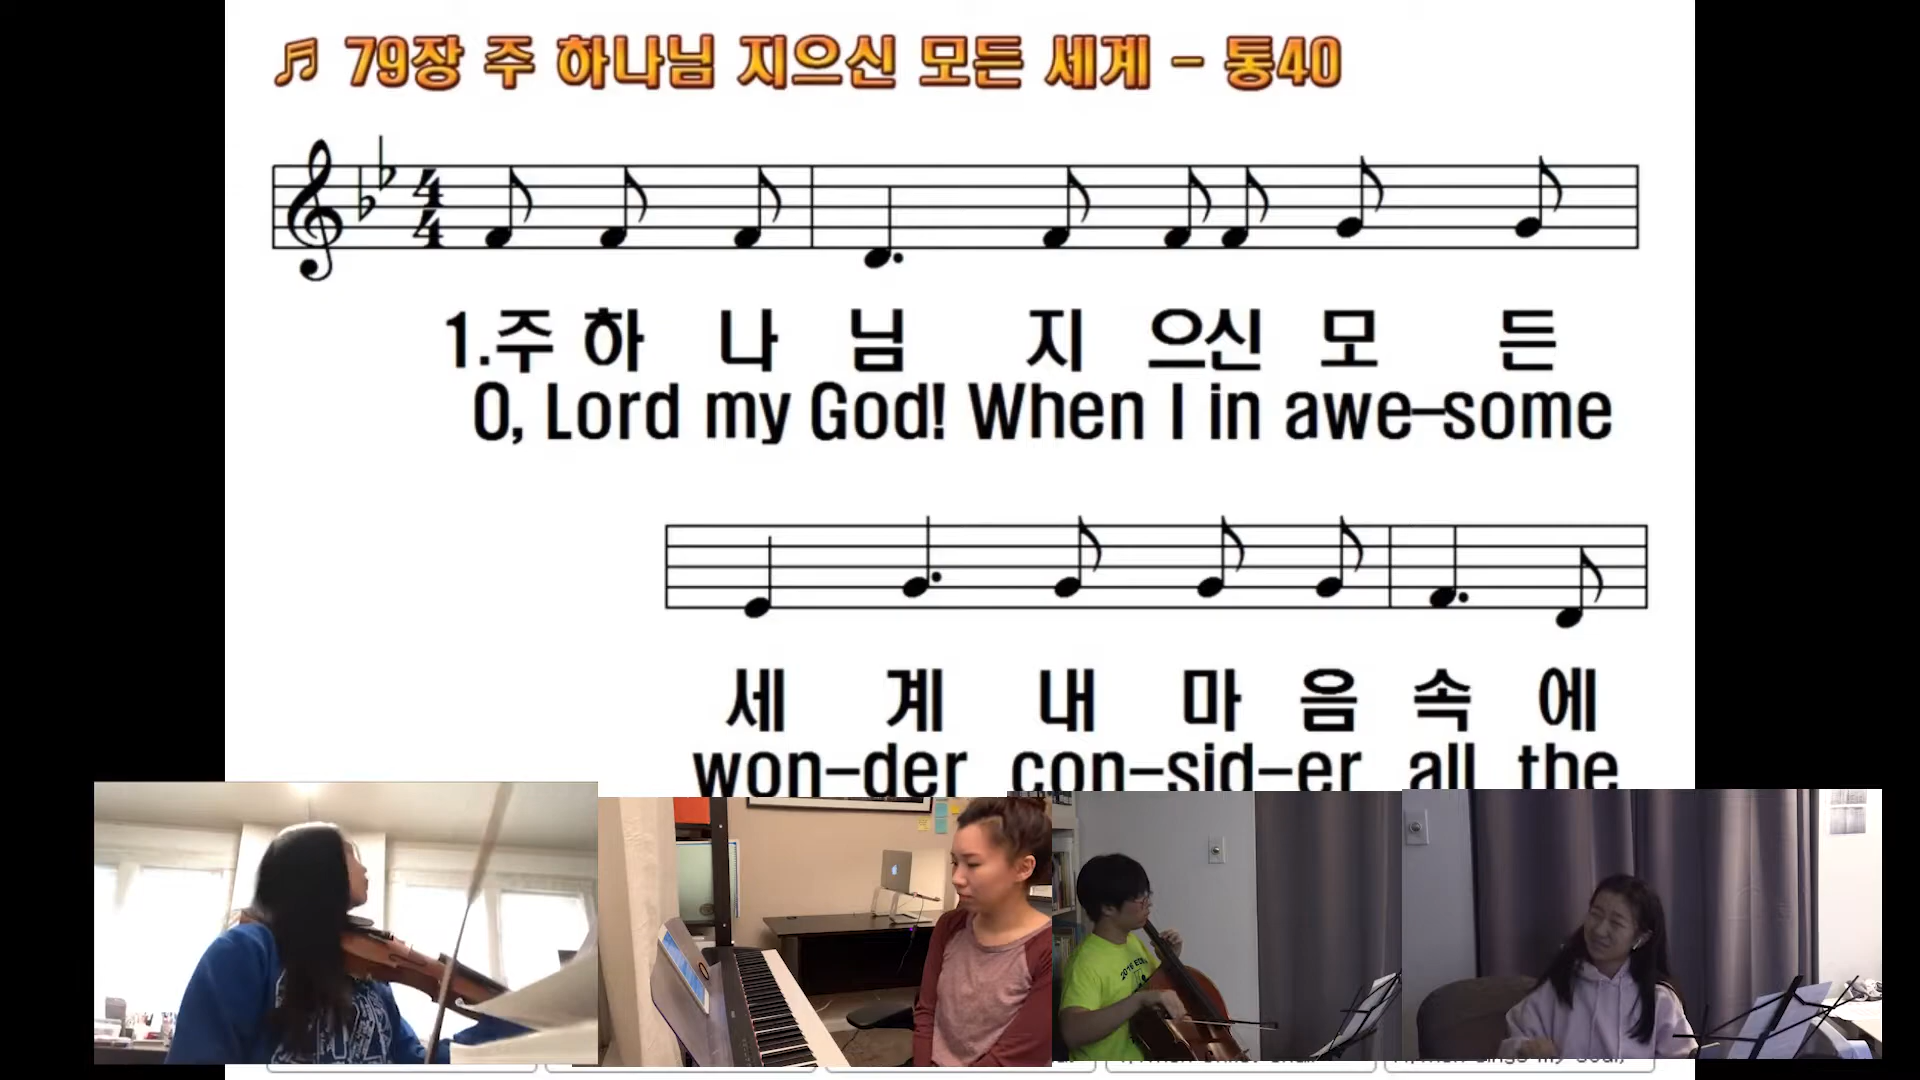 79장 주 하나님 지으신 모든 세계 - 통40
1.주 하 나 님 지 으신 모 든
O, Lord my God! When I in awe-some
세 계 내 마 음 속 에
won-der con-sid-er all the